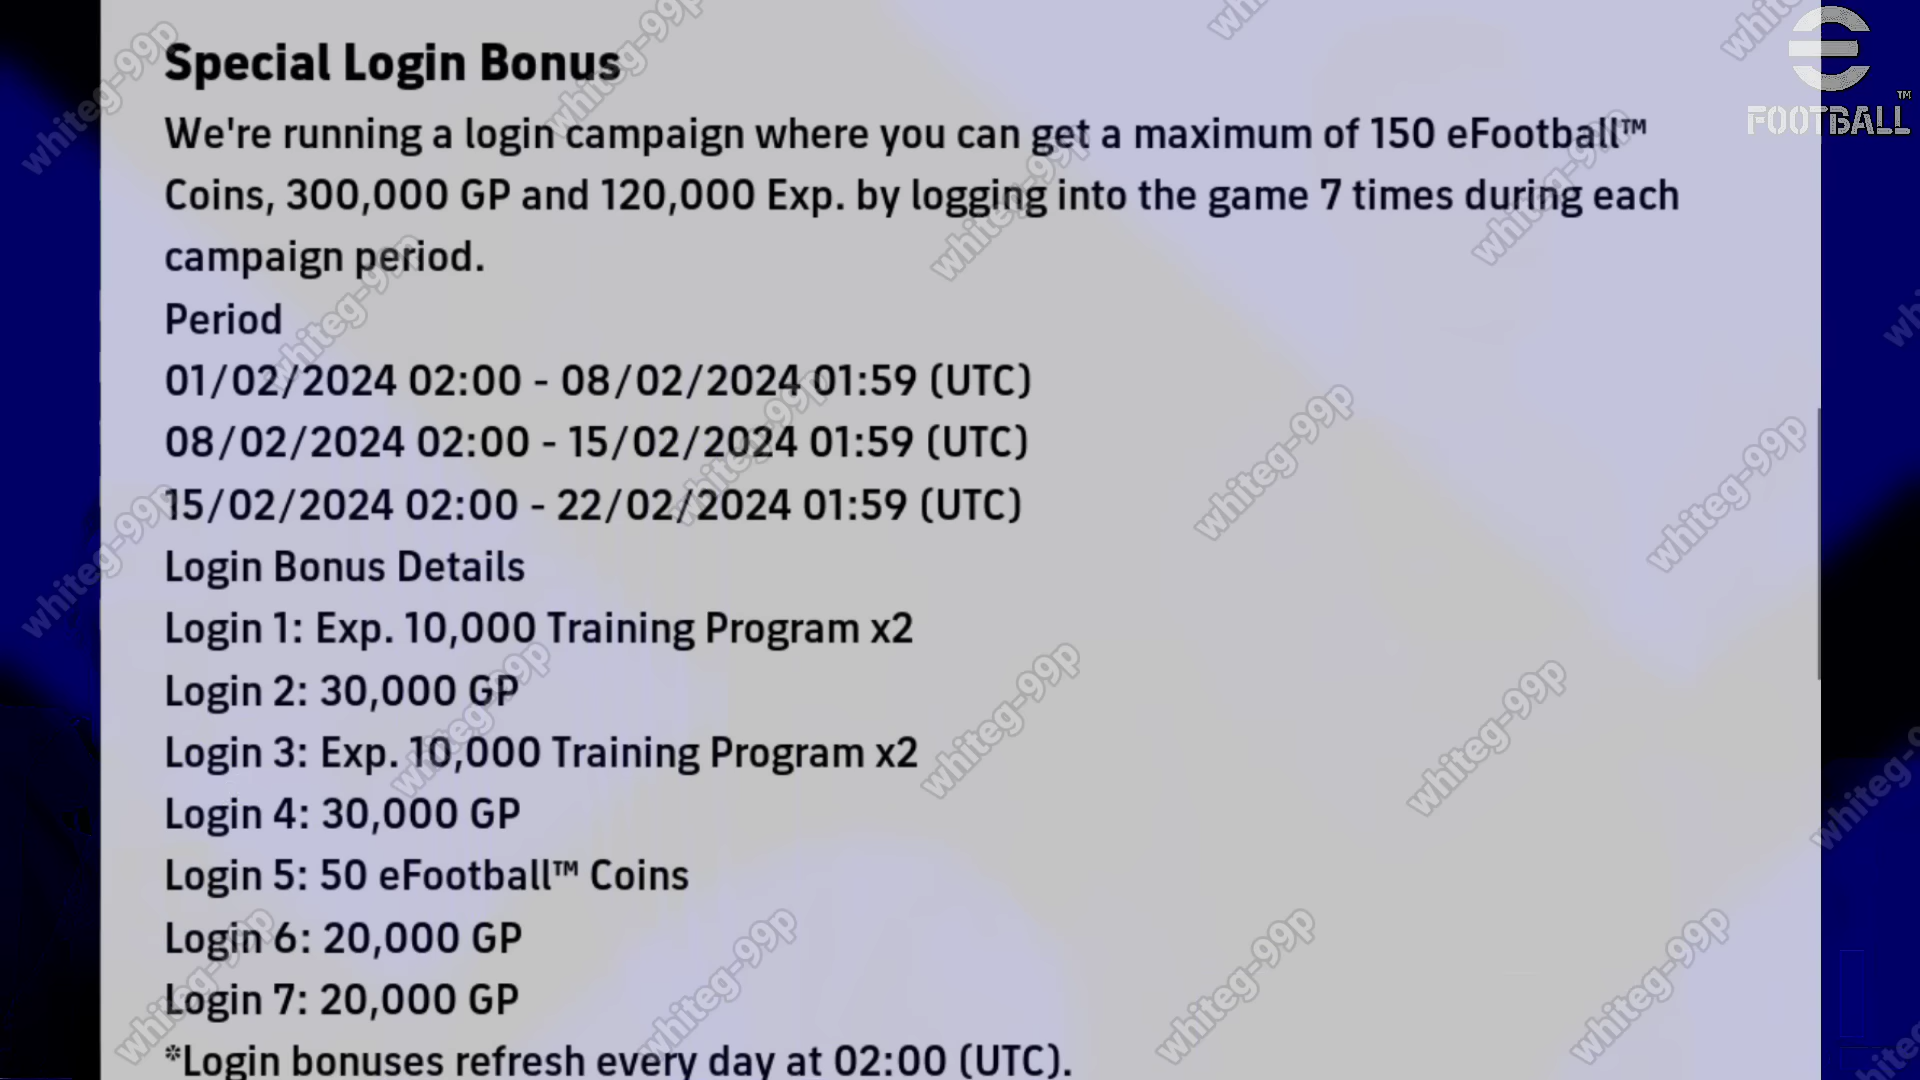 Special Login Bonus
We're running a login campaign where you can get a maximum of 150 eFootball™
Coins, 300,000 GP and 120,000 Exp. by logging into the game 7 times during each
campaign period.
Period
01/02/2024 02:00 - 08/02/2024 01:59 (UTC)
08/02/2024 02:00 - 15/02/2024 01:59 (UTC)
15/02/2024 02:00 - 22/02/2024 01:59 (UTC)
Login Bonus Details
Login 1: Exp. 10,000 Training Program x2
Login 2: 30,000 GP
Login 3: Exp. 10,000 Training Program x2
Login 4: 30,000 GP
Login 5: 50 eFootball™ Coins
Login 6: 20,000 GP
Login 7: 20,000 GP
*Login bonuses refresh every day at 02:00 (UTC).
e
FOOTBALL™
whiteg-99p